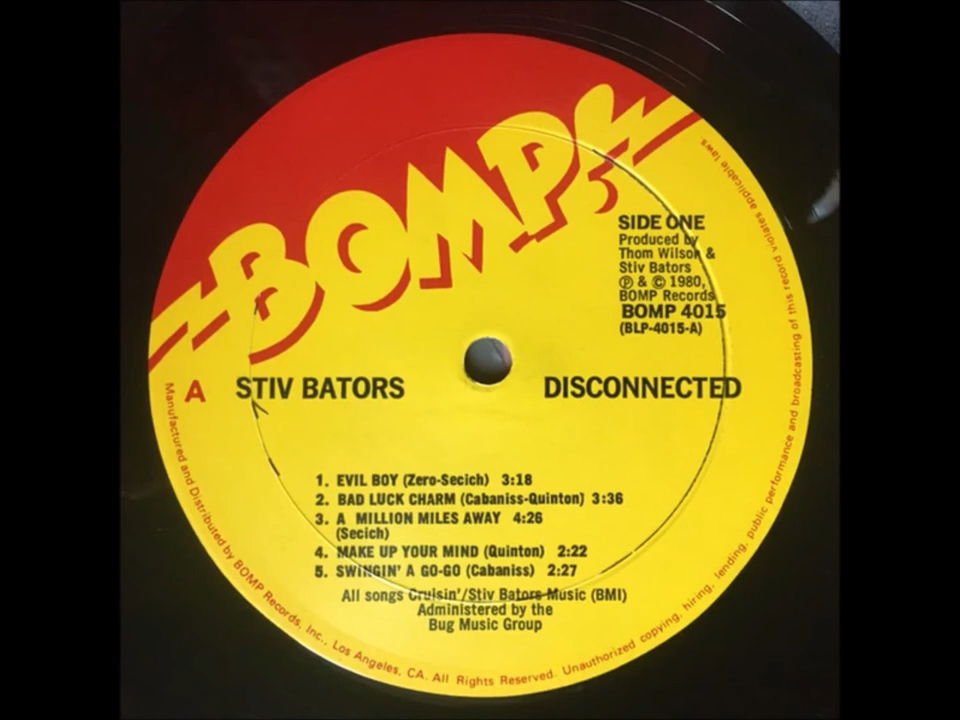 BOMP!
SIDE ONE
Produced by
Thom Wilson &
Stiv Bators
℗ & © 1980,
BOMP Records
BOMP 4015
(BLP-4015-A)
A STIV BATORS DISCONNECTED
1. EVIL BOY (Zero-Secich) 3:18
2. BAD LUCK CHARM (Cabaniss-Quinton) 3:36
3. A MILLION MILES AWAY 4:26
(Secich)
4. MAKE UP YOUR MIND (Quinton) 2:22
5. SWINGIN' A GO-GO (Cabaniss) 2:27
All songs Cruisin'/Stiv Bators Music (BMI)
Administered by the
Bug Music Group
Manufactured and Distributed by BOMP Records, Inc., Los Angeles, CA. All Rights Reserved. Unauthorized copying, hiring, lending, public performance and broadcasting of this record violates applicable laws.